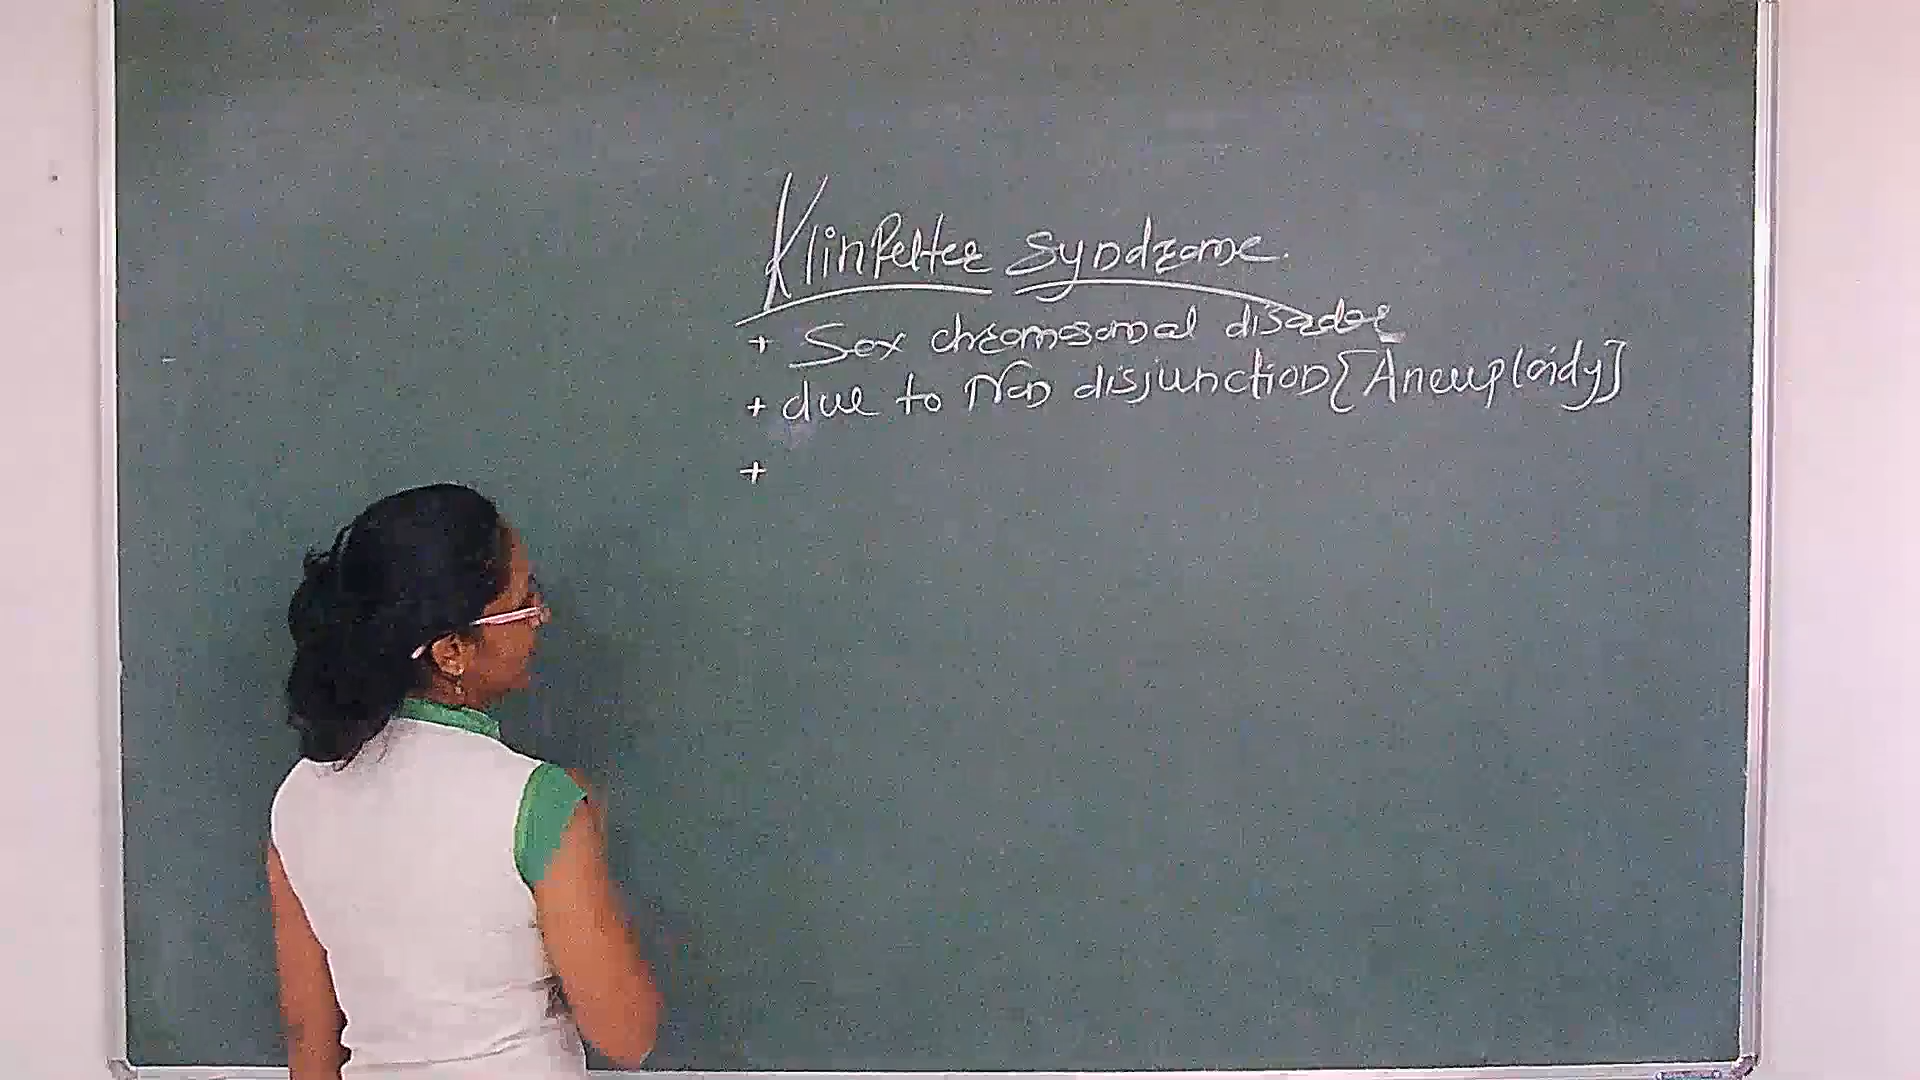 Klinfelter Syndrome.
+ Sex chromosomal disorder
+ due to Non disjunction[Aneuploidy]
+